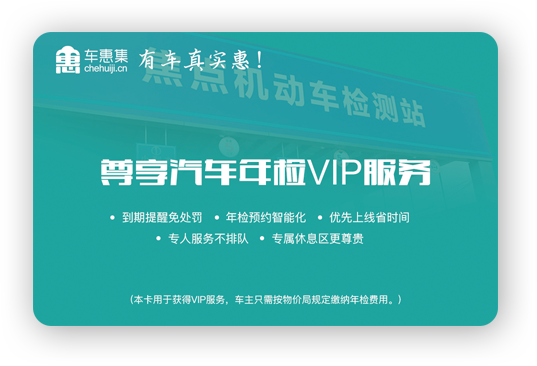 车惠集
chehuiji.cn
有车真实惠！
焦点机动车检测站
尊享汽车年检VIP服务
• 到期提醒免处罚 • 年检预约智能化 • 优先上线省时间
• 专人服务不排队 • 专属休息区更尊贵
(本卡用于获得VIP服务，车主只需按物价局规定缴纳年检费用。)